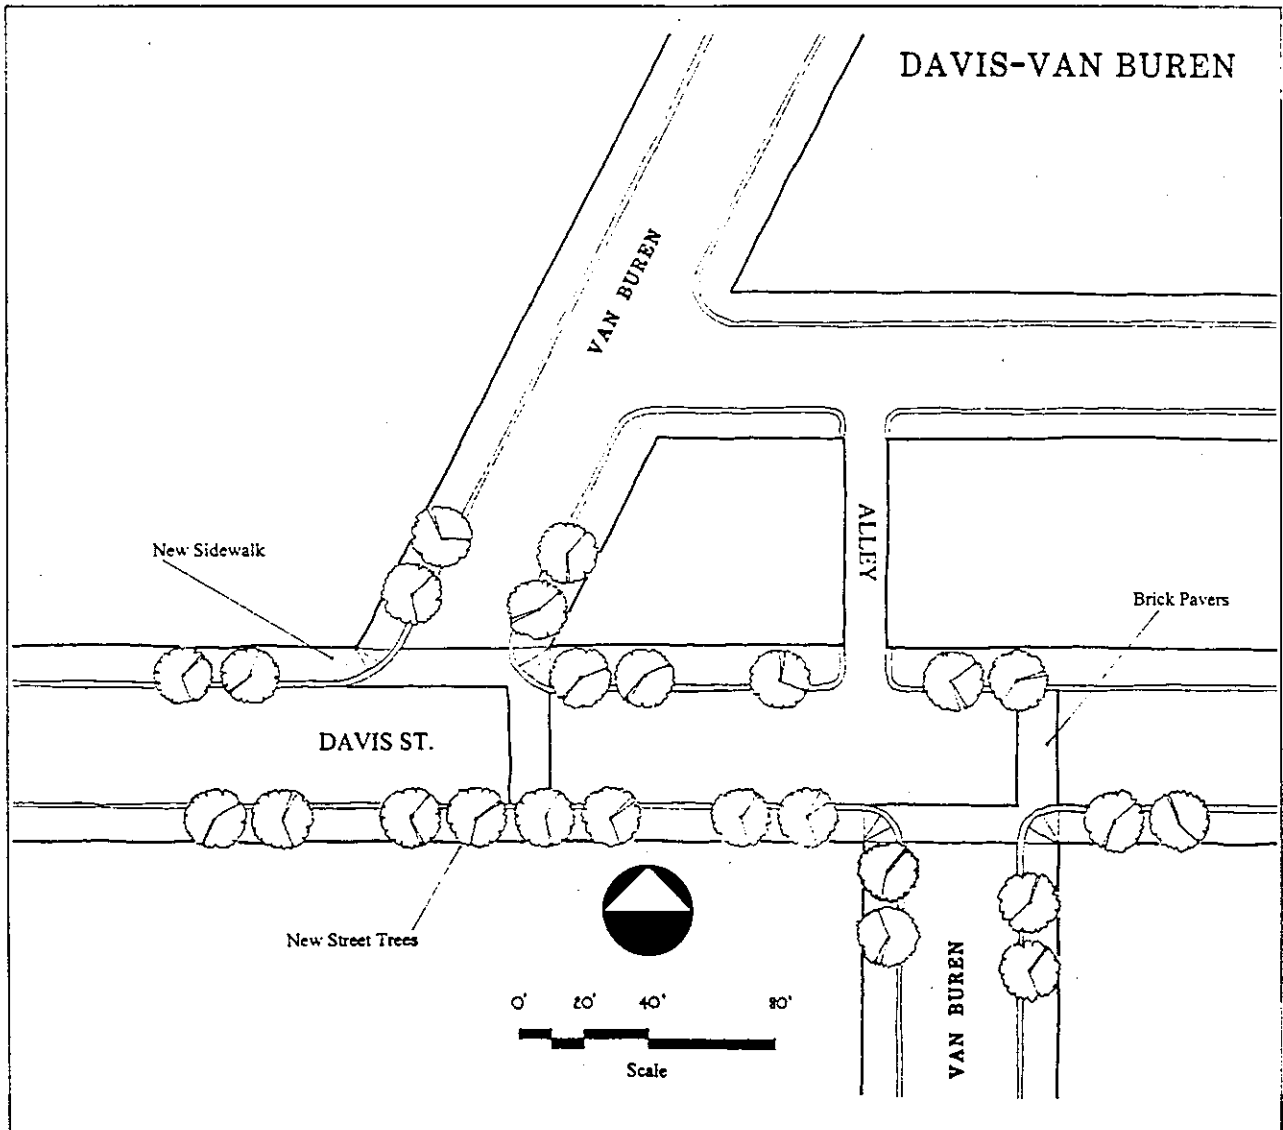 DAVIS-VAN BUREN
VAN BUREN
ALLEY
New Sidewalk
Brick Pavers
DAVIS ST.
New Street Trees
VAN BUREN
0' 20' 40' 80'
Scale